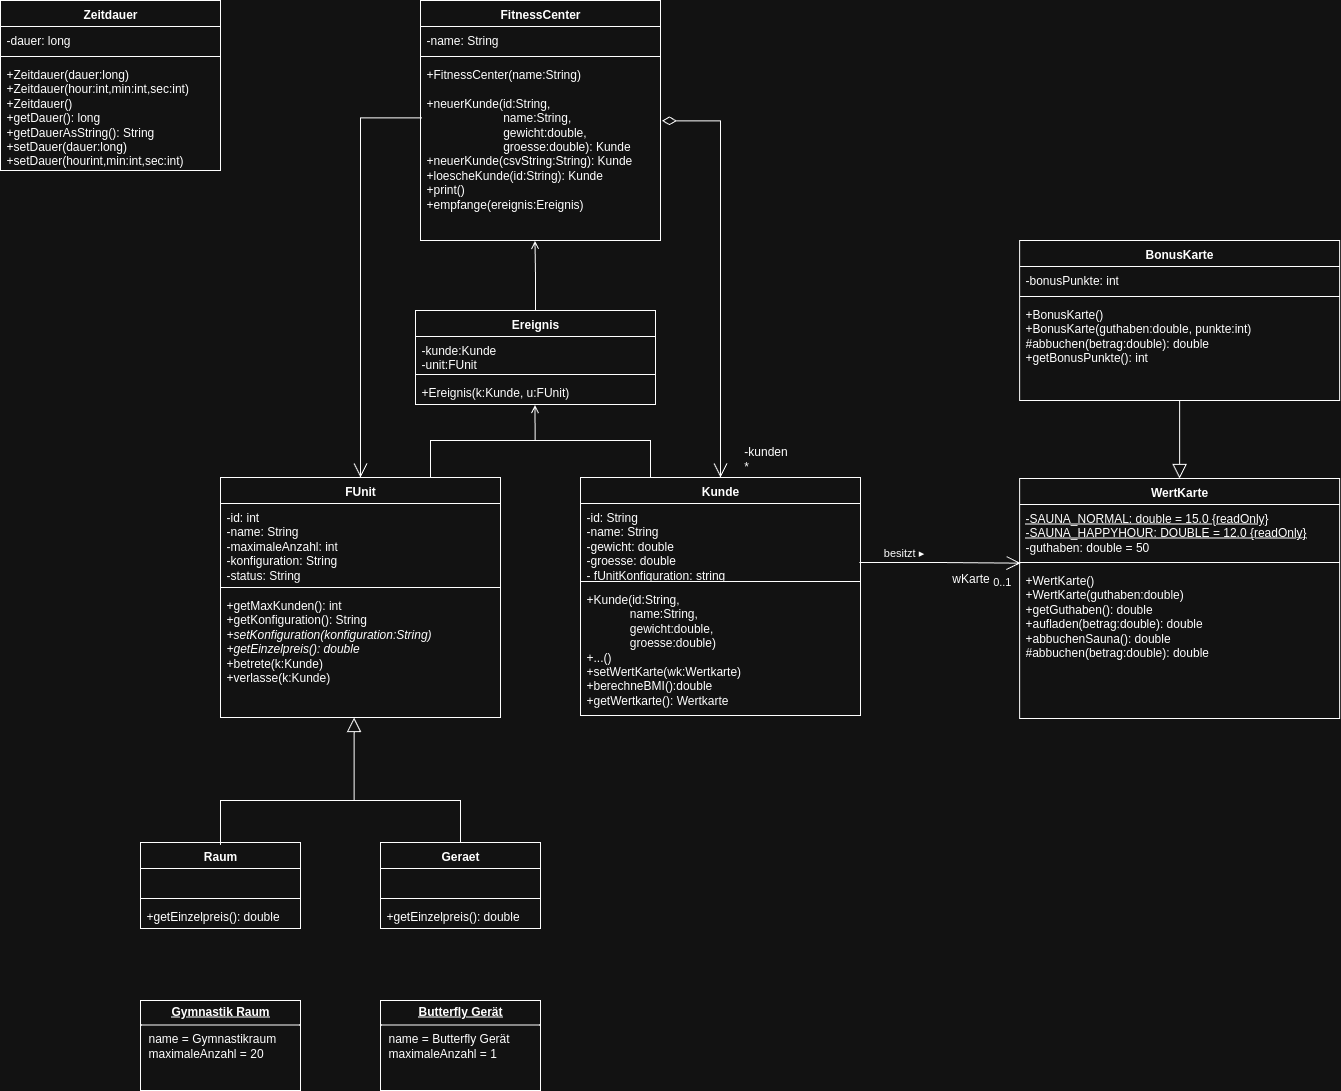 Zeitdauer
-dauer: long
+Zeitdauer(dauer:long)
+Zeitdauer(hour:int,min:int,sec:int)
+Zeitdauer()
+getDauer(): long
+getDauerAsString(): String
+setDauer(dauer:long)
+setDauer(hourint,min:int,sec:int)
FitnessCenter
-name: String
+FitnessCenter(name:String)
+neuerKunde(id:String,
name:String,
gewicht:double,
groesse:double): Kunde
+neuerKunde(csvString:String): Kunde
+loescheKunde(id:String): Kunde
+print()
+empfange(ereignis:Ereignis)
Ereignis
-kunde:Kunde
-unit:FUnit
+Ereignis(k:Kunde, u:FUnit)
BonusKarte
-bonusPunkte: int
+BonusKarte()
+BonusKarte(guthaben:double, punkte:int)
#abbuchen(betrag:double): double
+getBonusPunkte(): int
-kunden
*
FUnit
-id: int
-name: String
-maximaleAnzahl: int
-konfiguration: String
-status: String
+getMaxKunden(): int
+getKonfiguration(): String
+setKonfiguration(konfiguration:String)
+getEinzelpreis(): double
+betrete(k:Kunde)
+verlasse(k:Kunde)
Kunde
-id: String
-name: String
-gewicht: double
-groesse: double
- fUnitKonfiguration: string
+Kunde(id:String,
name:String,
gewicht:double,
groesse:double)
+...()
+setWertKarte(wk:Wertkarte)
+berechneBMI():double
+getWertkarte(): Wertkarte
besitzt ▸
wKarte 0..1
WertKarte
-SAUNA_NORMAL: double = 15.0 {readOnly}
-SAUNA_HAPPYHOUR: DOUBLE = 12.0 {readOnly}
-guthaben: double = 50
+WertKarte()
+WertKarte(guthaben:double)
+getGuthaben(): double
+aufladen(betrag:double): double
+abbuchenSauna(): double
#abbuchen(betrag:double): double
Raum
+getEinzelpreis(): double
Geraet
+getEinzelpreis(): double
Gymnastik Raum
name = Gymnastikraum
maximaleAnzahl = 20
Butterfly Gerät
name = Butterfly Gerät
maximaleAnzahl = 1